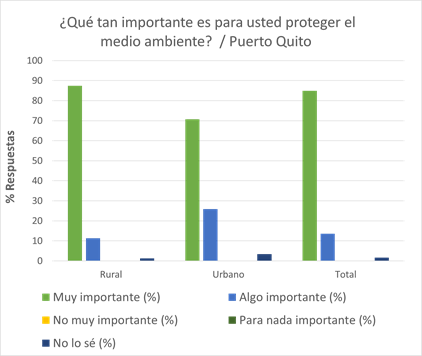 ¿Qué tan importante es para usted proteger el
medio ambiente? / Puerto Quito
% Respuestas
100
90
80
70
60
50
40
30
20
10
0
Rural Urbano Total
Muy importante (%) Algo importante (%)
No muy importante (%) Para nada importante (%)
No lo sé (%)